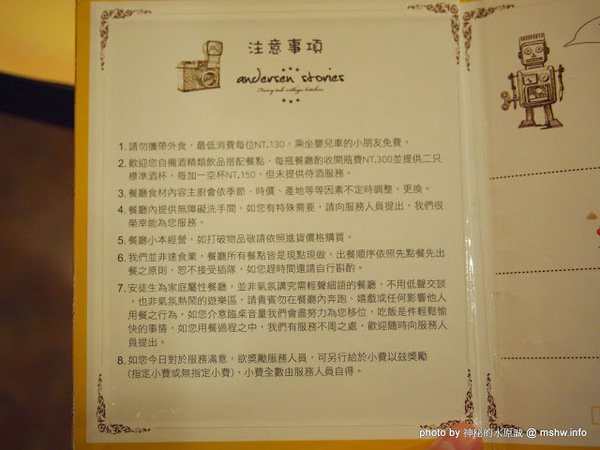 注意事項
andersen stories
Fairy tale village kitchen
1. 請勿攜帶外食，最低消費每位NT.130，乘坐嬰兒車的小朋友免費。
2. 歡迎您自備酒精類飲品搭配餐點，每瓶餐廳酌收開瓶費NT.300並提供二只
標準酒杯，每加一空杯NT.150，但未提供侍酒服務。
3. 餐廳食材內容主廚會依季節、時價、產地等等因素不定時調整、更換。
4. 餐廳內提供無障礙洗手間，如您有特殊需要，請向服務人員提出，我們很
榮幸能為您服務。
5. 餐廳小本經營，如打破物品敬請依照進貨價格購買。
6. 我們並非速食業，餐廳所有餐點皆是現點現做，出餐順序依照先點餐先出
餐之原則，恕不接受插隊，如您趕時間還請自行斟酌。
7. 安徒生為家庭屬性餐廳，並非氣氛講究需輕聲細語的餐廳，不用低聲交談
，也非氣氛熱鬧的遊樂區，請貴賓勿在餐廳內奔跑、嬉戲或任何影響他人
用餐之行為，如您介意臨桌音量我們會盡努力為您移位，吃飯是件輕鬆愉
快的事情，如您用餐過程之中，我們有服務不周之處，歡迎隨時向服務人
員提出。
8. 如您今日對於服務滿意，欲獎勵服務人員，可另行給於小費以茲獎勵
(指定小費或無指定小費)，小費全數由服務人員自得。
photo by 神秘的水原誠 @ mshw.info